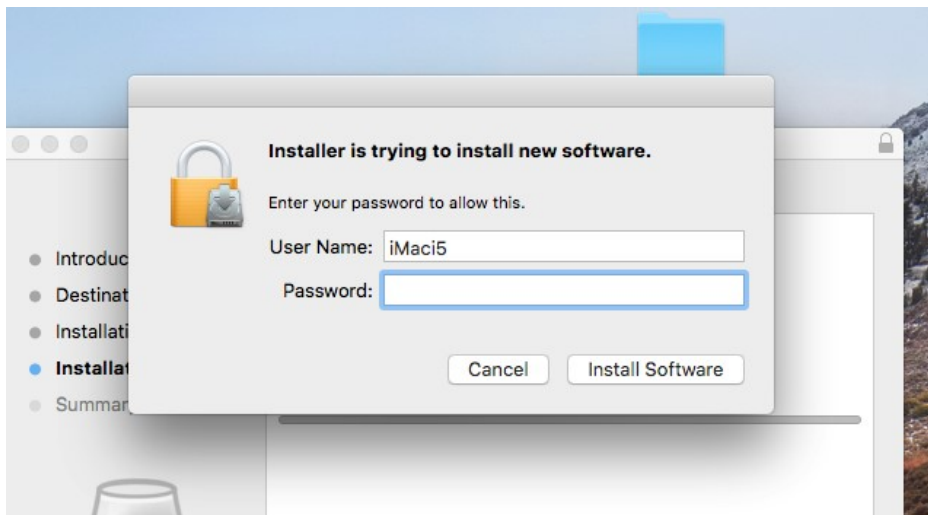 Installer is trying to install new software.
Enter your password to allow this.
User Name: iMaci5
Password:
Cancel Install Software
Introduc
Destinat
Installati
Installat
Summar